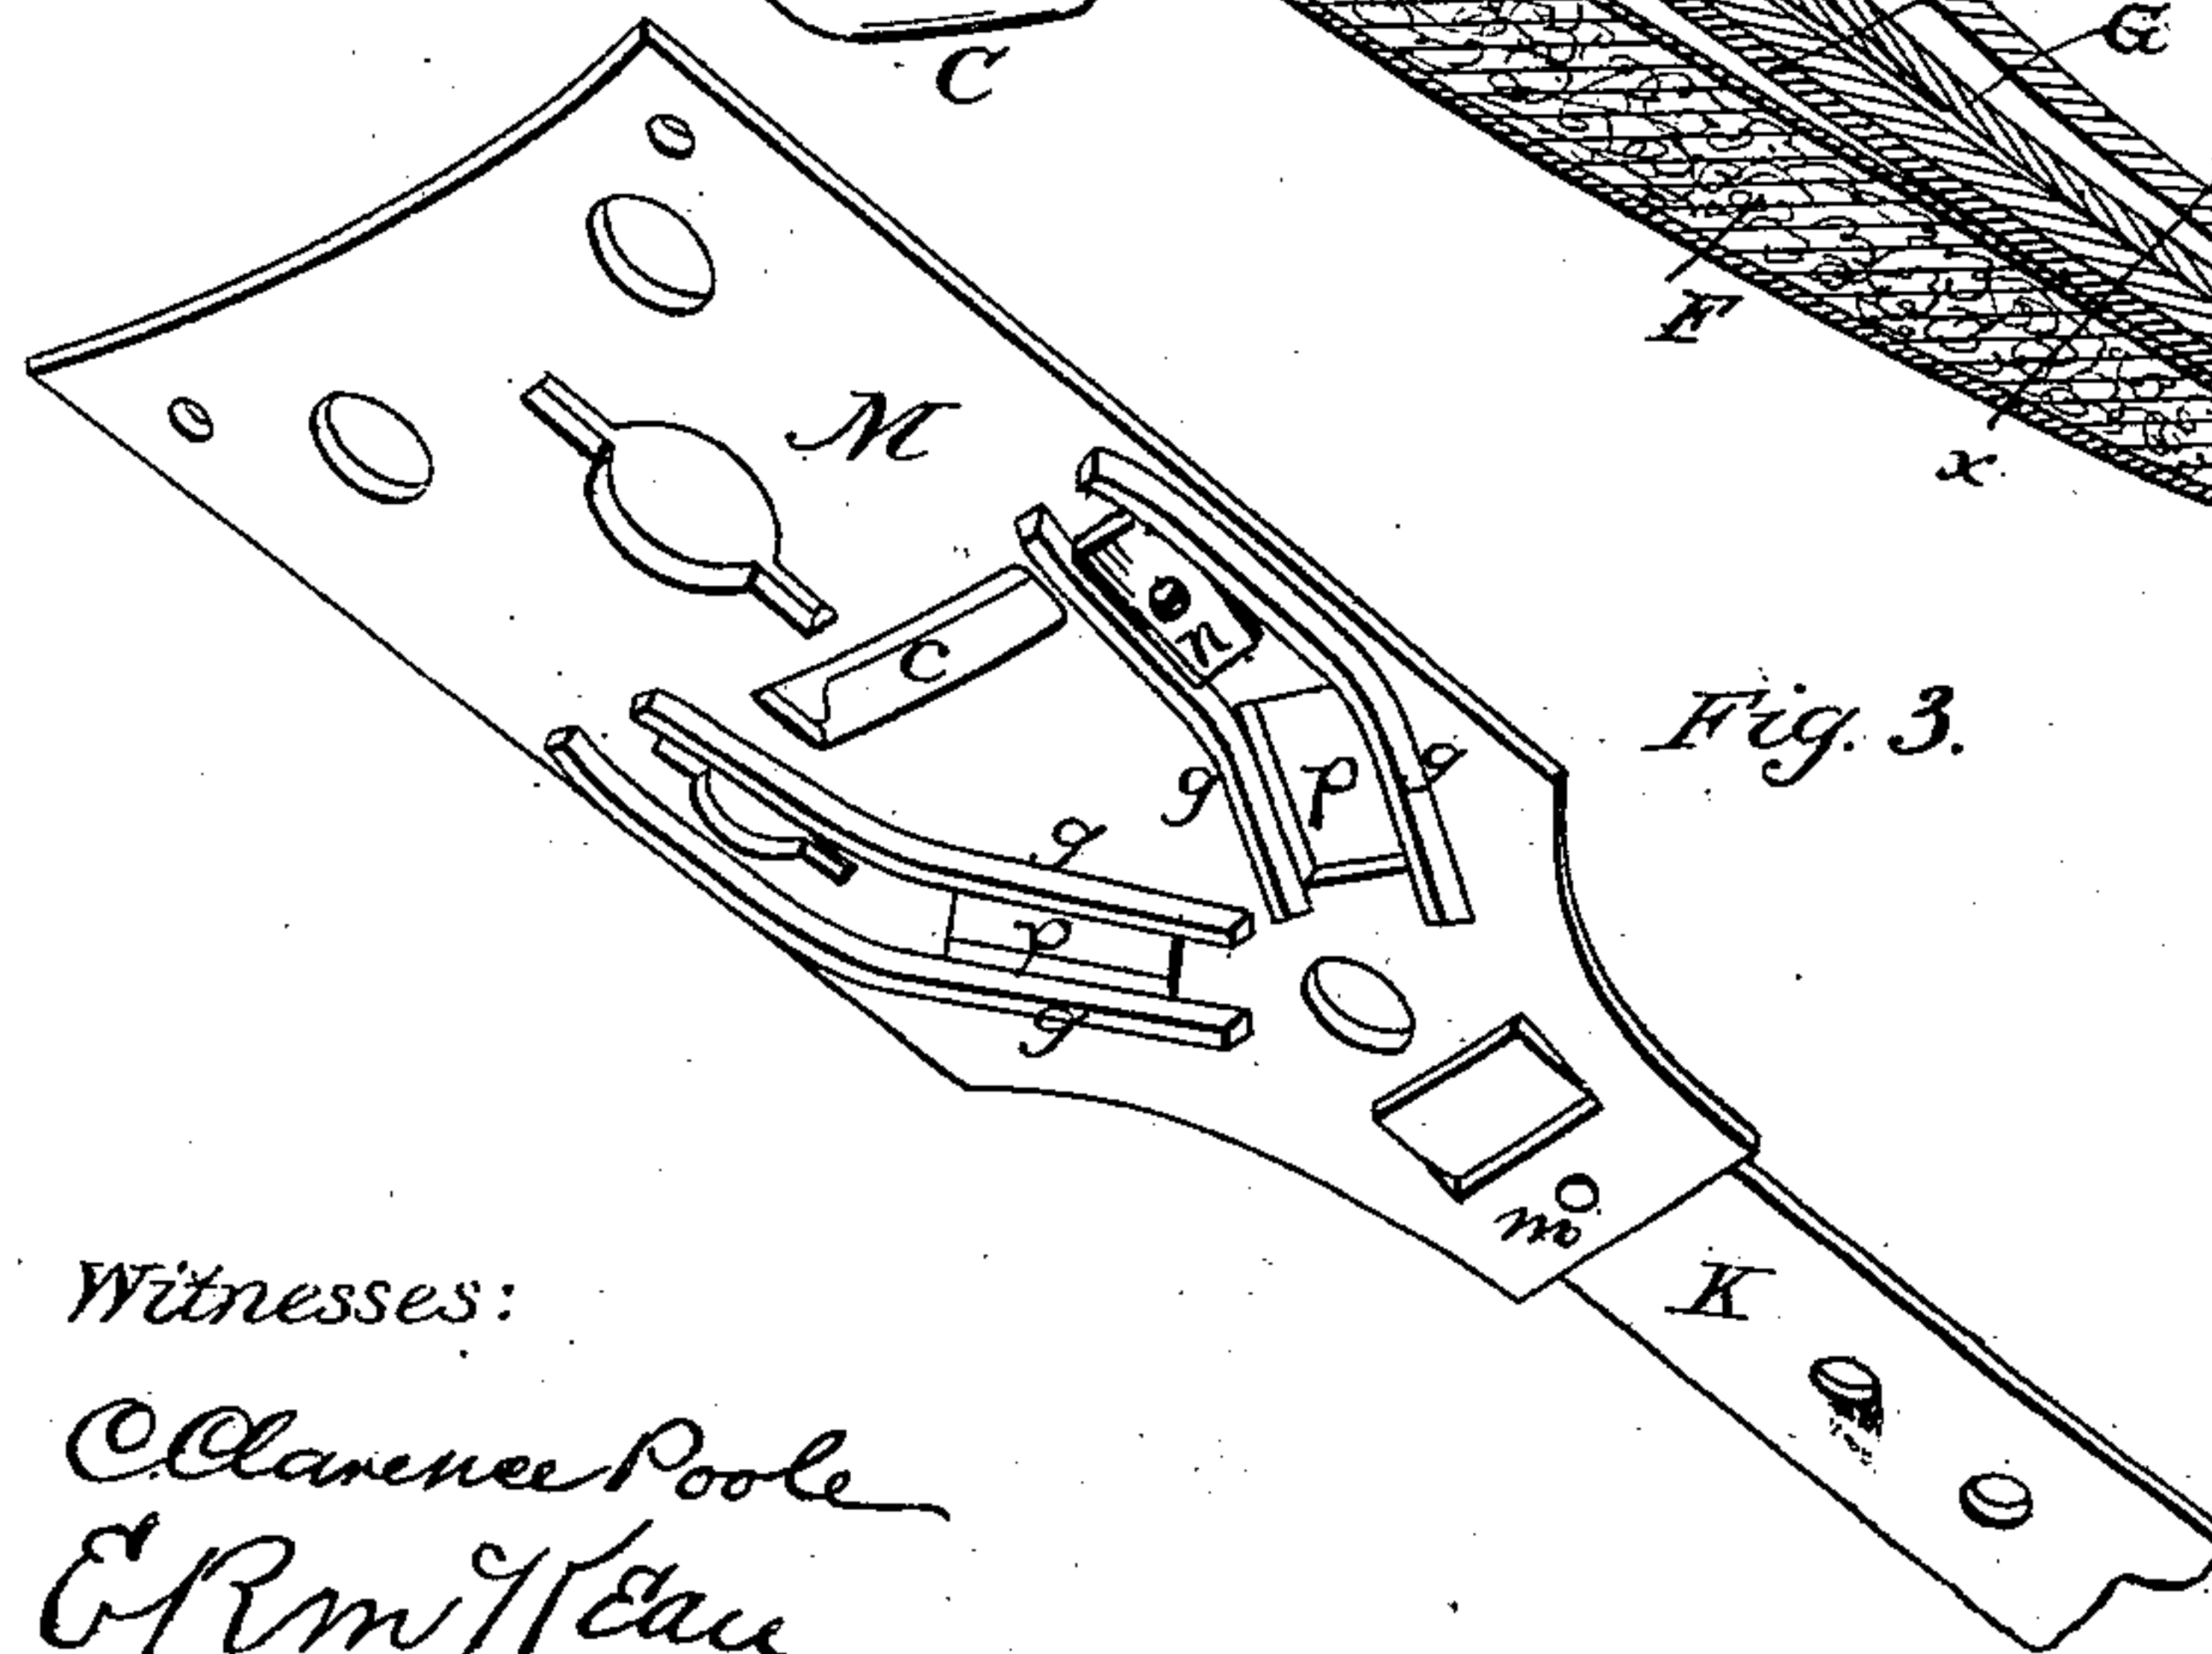 C
G
F
x
M
n
c
Fig. 3.
g
p
g
g
p
g
m
K
Witnesses:
C. Clarence Poole
E R m